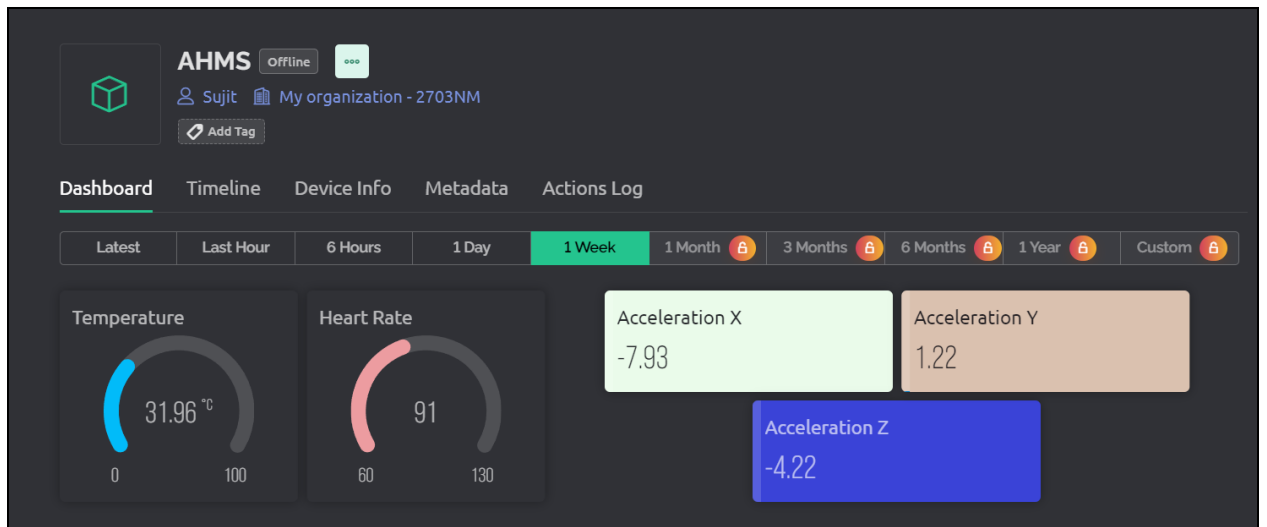 AHMS Offline
Sujit My organization - 2703NM
Add Tag
Dashboard Timeline Device Info Metadata Actions Log
Latest Last Hour 6 Hours 1 Day 1 Week 1 Month 3 Months 6 Months 1 Year Custom
Temperature
31.96 °C
0 100
Heart Rate
91
60 130
Acceleration X
-7.93
Acceleration Y
1.22
Acceleration Z
-4.22